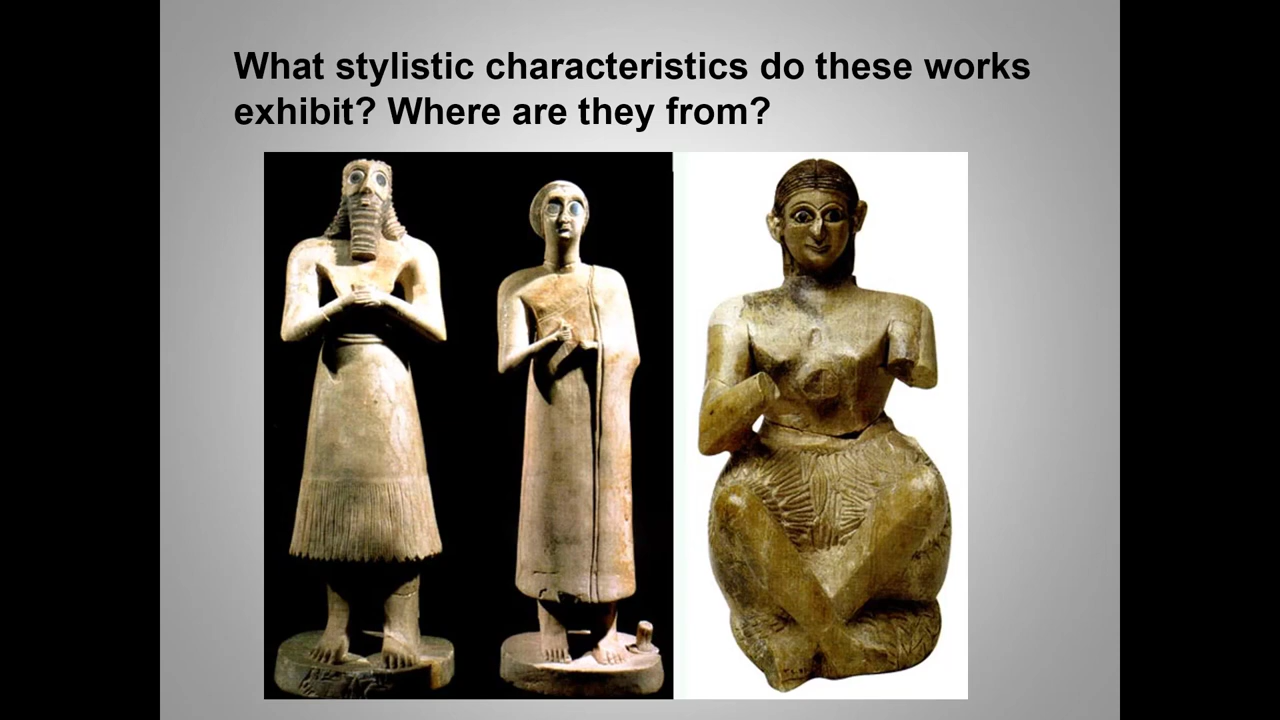 What stylistic characteristics do these works
exhibit? Where are they from?